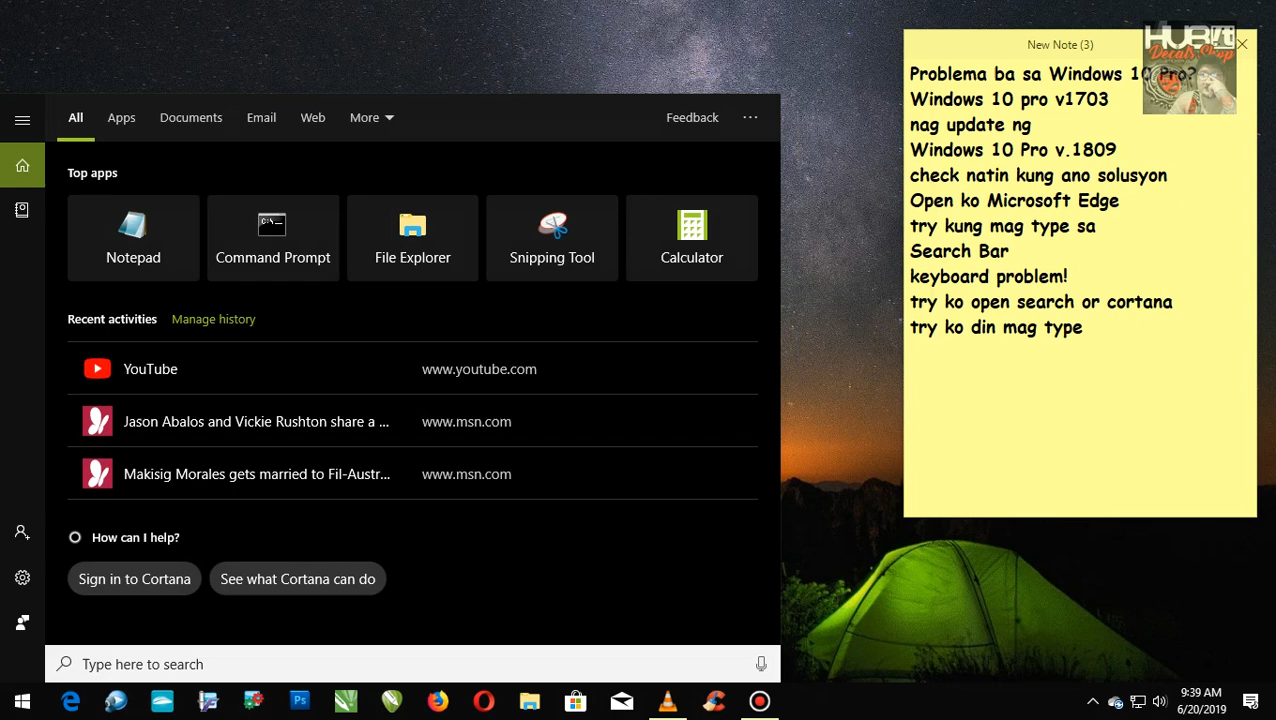 All Apps Documents Email Web More Feedback
Top apps
Notepad Command Prompt File Explorer Snipping Tool Calculator
Recent activities Manage history
YouTube www.youtube.com
Jason Abalos and Vickie Rushton share a ... www.msn.com
Makisig Morales gets married to Fil-Austr... www.msn.com
How can I help?
Sign in to Cortana See what Cortana can do
Type here to search
New Note (3)
Problema ba sa Windows 10 Pro?
Windows 10 pro v1703
nag update ng
Windows 10 Pro v.1809
check natin kung ano solusyon
Open ko Microsoft Edge
try kung mag type sa
Search Bar
keyboard problem!
try ko open search or cortana
try ko din mag type
HUB!t
Decals Shop
9:39 AM
6/20/2019